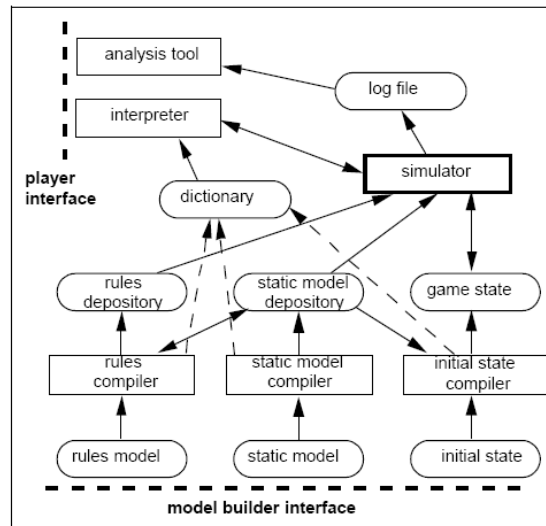 analysis tool
log file
interpreter
player
interface
simulator
dictionary
rules
depository
static model
depository
game state
rules
compiler
static model
compiler
initial state
compiler
rules model
static model
initial state
model builder interface